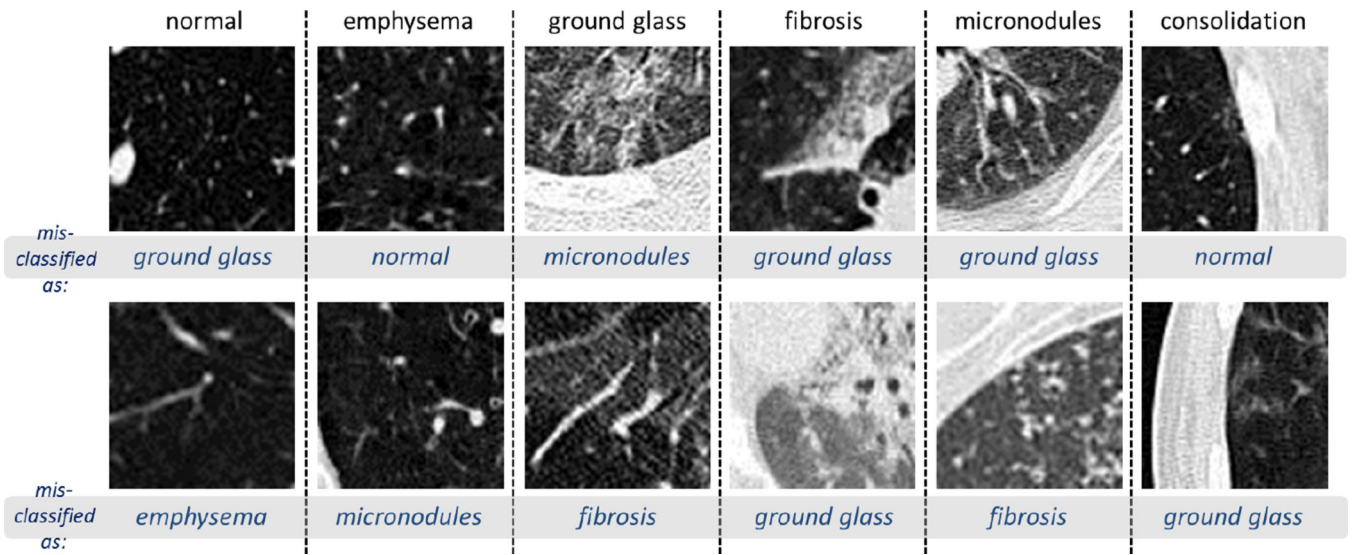 normal emphysema ground glass fibrosis micronodules consolidation
mis-
classified
as:
ground glass normal micronodules ground glass ground glass normal
mis-
classified
as:
emphysema micronodules fibrosis ground glass fibrosis ground glass